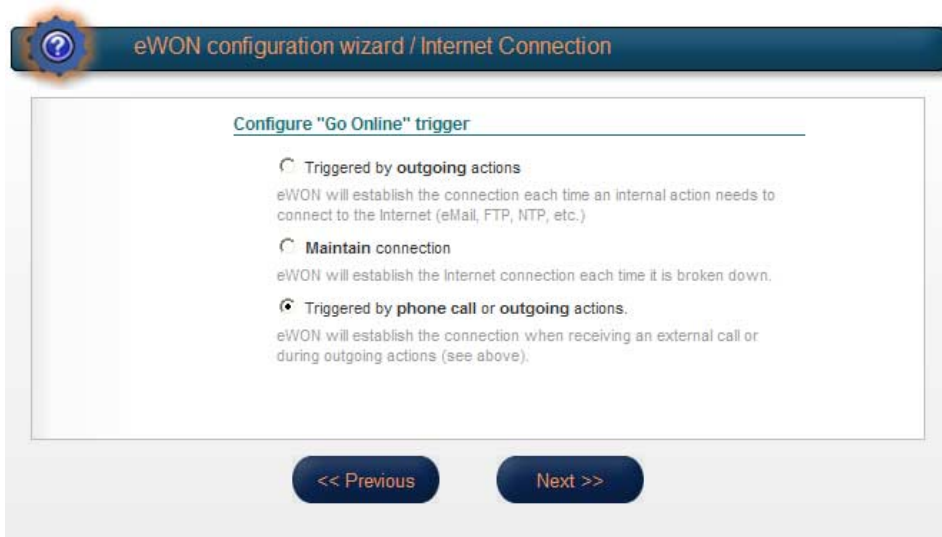 eWON configuration wizard / Internet Connection
Configure "Go Online" trigger
Triggered by outgoing actions
eWON will establish the connection each time an internal action needs to
connect to the Internet (eMail, FTP, NTP, etc.)
Maintain connection
eWON will establish the Internet connection each time it is broken down.
Triggered by phone call or outgoing actions.
eWON will establish the connection when receiving an external call or
during outgoing actions (see above).
<< Previous
Next >>